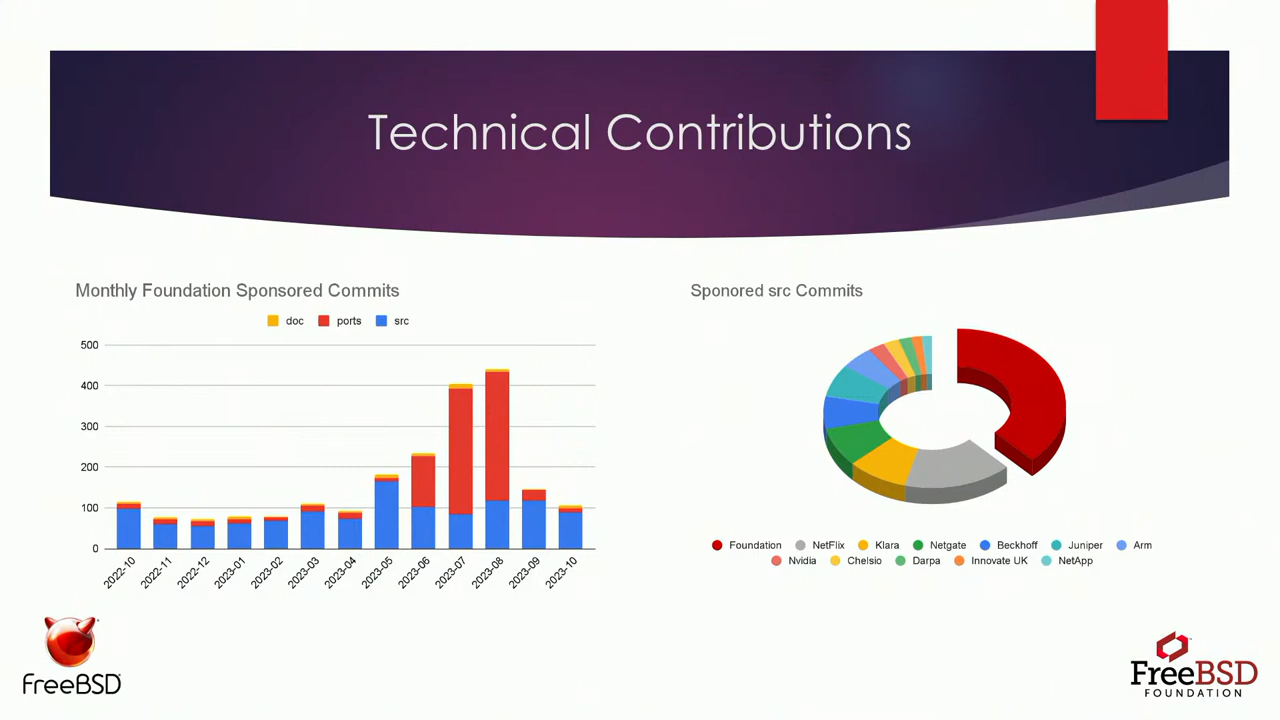 Technical Contributions
Monthly Foundation Sponsored Commits
doc ports src
500
400
300
200
100
0
2022-10 2022-11 2022-12 2023-01 2023-02 2023-03 2023-04 2023-05 2023-06 2023-07 2023-08 2023-09 2023-10
Sponored src Commits
Foundation NetFlix Klara Netgate Beckhoff Juniper Arm
Nvidia Chelsio Darpa Innovate UK NetApp
FreeBSD
FreeBSD
FOUNDATION